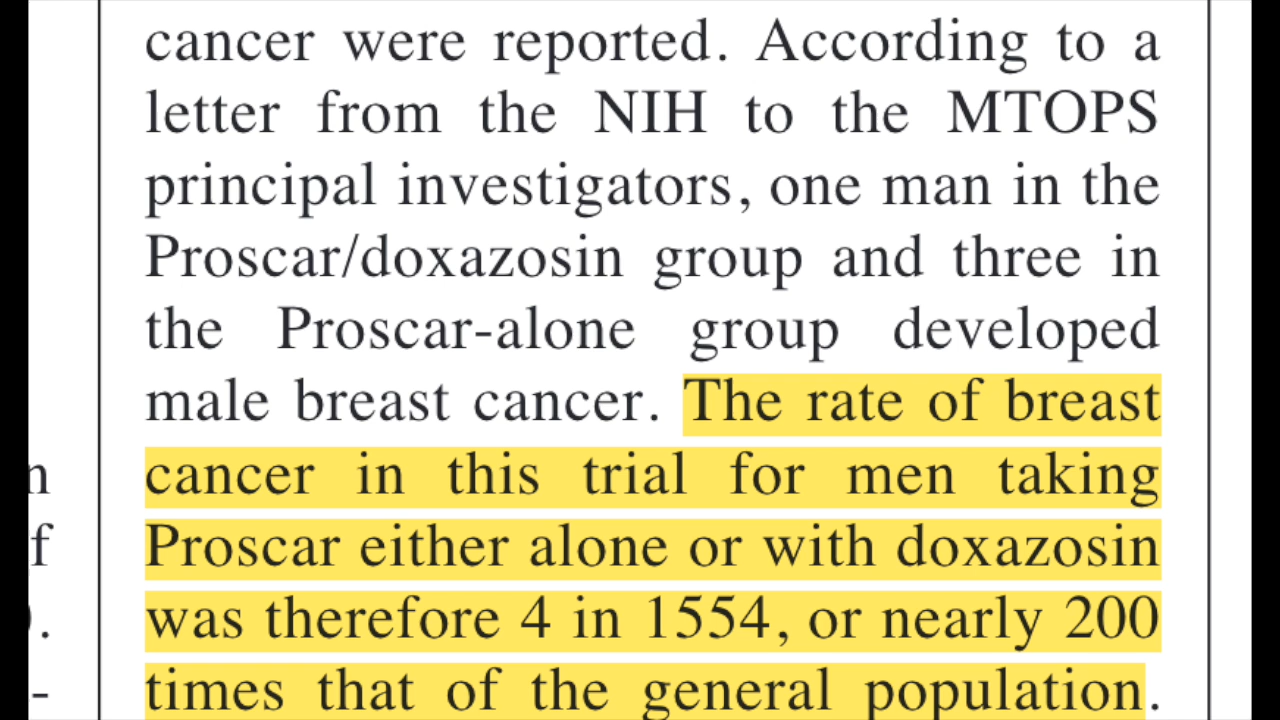 cancer were reported. According to a
letter from the NIH to the MTOPS
principal investigators, one man in the
Proscar/doxazosin group and three in
the Proscar-alone group developed
male breast cancer. The rate of breast
cancer in this trial for men taking
Proscar either alone or with doxazosin
was therefore 4 in 1554, or nearly 200
times that of the general population.